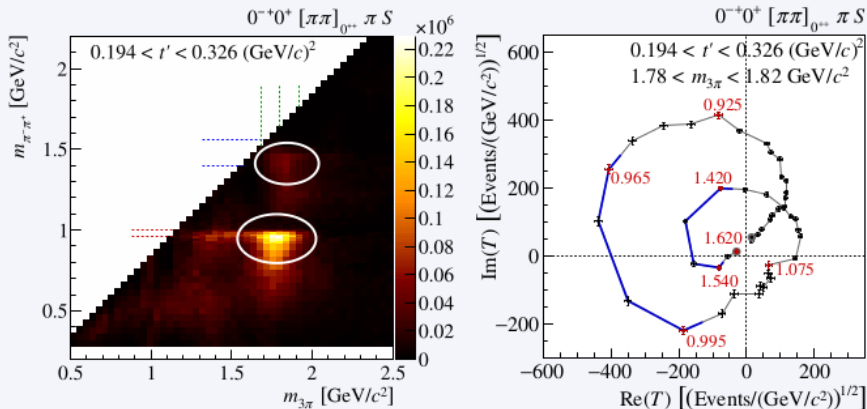 0⁻⁺0⁺ [ππ]₀₊₊ π S
×10⁶
0.194 < t′ < 0.326 (GeV/c)²
m_π⁻π⁺ [GeV/c²]
2
1.5
1
0.5
0.22
0.2
0.18
0.16
0.14
0.12
0.1
0.08
0.06
0.04
0.02
0
0.5 1 1.5 2 2.5
m_3π [GeV/c²]
0⁻⁺0⁺ [ππ]₀₊₊ π S
0.194 < t′ < 0.326 (GeV/c)²
1.78 < m_3π < 1.82 GeV/c²
Im(T) [(Events/(GeV/c²))^1/2]
600
400
200
0
−200
0.925
0.965
1.420
1.620
1.540
1.075
0.995
−600 −400 −200 0 200
Re(T) [(Events/(GeV/c²))^1/2]